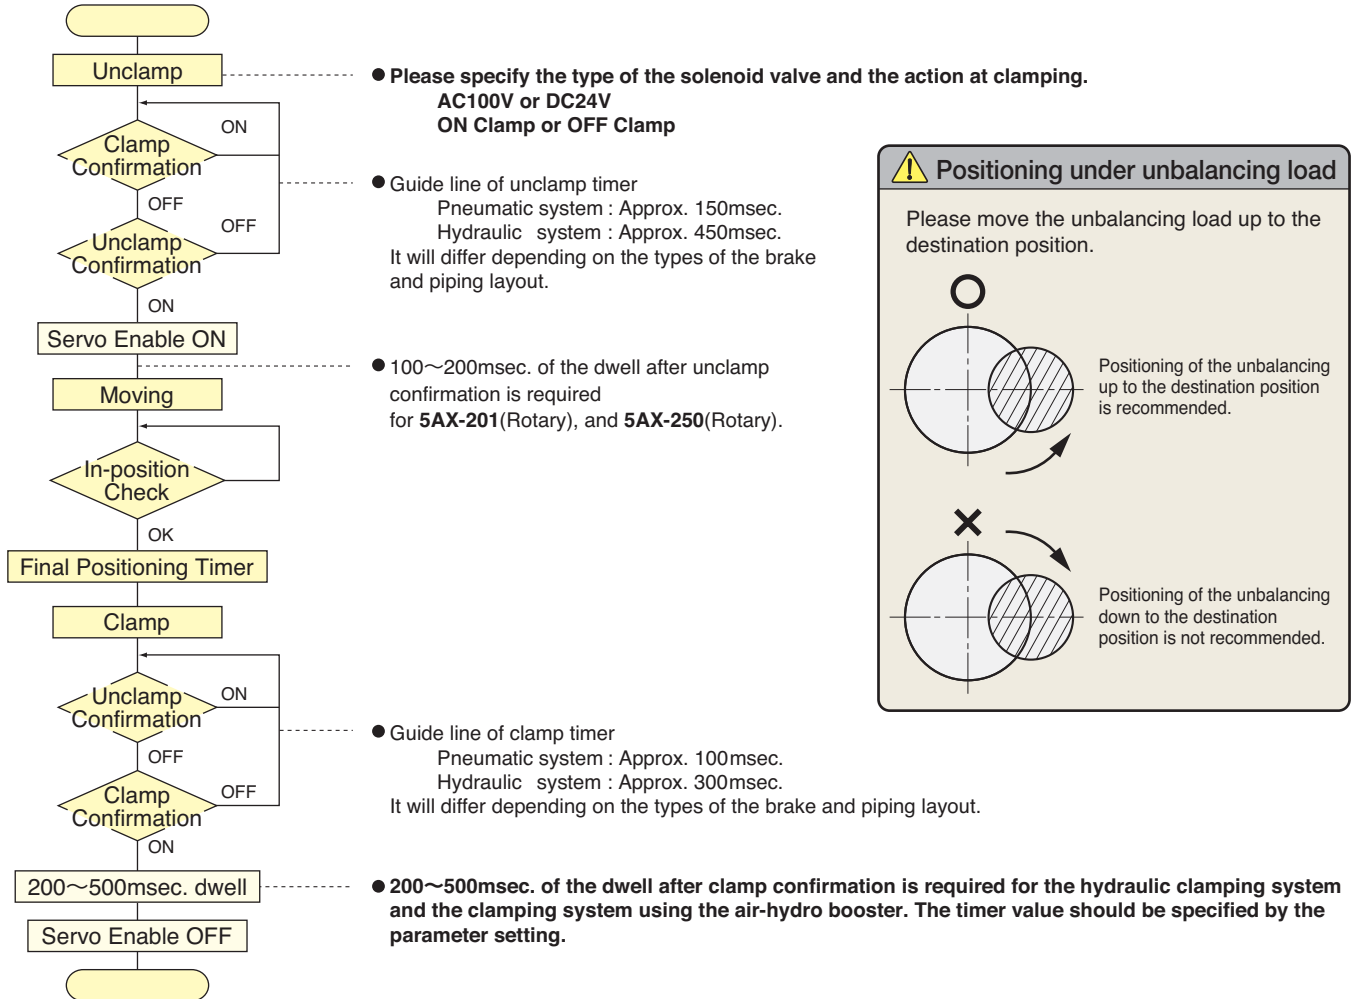 Unclamp
ON
Clamp
Confirmation
OFF
OFF
Unclamp
Confirmation
ON
Servo Enable ON
Moving
In-position
Check
OK
Final Positioning Timer
Clamp
Unclamp
Confirmation
ON
OFF
Clamp
Confirmation
OFF
ON
200～500msec. dwell
Servo Enable OFF
● Please specify the type of the solenoid valve and the action at clamping.
AC100V or DC24V
ON Clamp or OFF Clamp
● Guide line of unclamp timer
Pneumatic system : Approx. 150msec.
Hydraulic system : Approx. 450msec.
It will differ depending on the types of the brake
and piping layout.
● 100～200msec. of the dwell after unclamp
confirmation is required
for 5AX-201(Rotary), and 5AX-250(Rotary).
● Guide line of clamp timer
Pneumatic system : Approx. 100msec.
Hydraulic system : Approx. 300msec.
It will differ depending on the types of the brake and piping layout.
● 200～500msec. of the dwell after clamp confirmation is required for the hydraulic clamping system
and the clamping system using the air-hydro booster. The timer value should be specified by the
parameter setting.
Positioning under unbalancing load
Please move the unbalancing load up to the
destination position.
Positioning of the unbalancing
up to the destination position
is recommended.
Positioning of the unbalancing
down to the destination
position is not recommended.